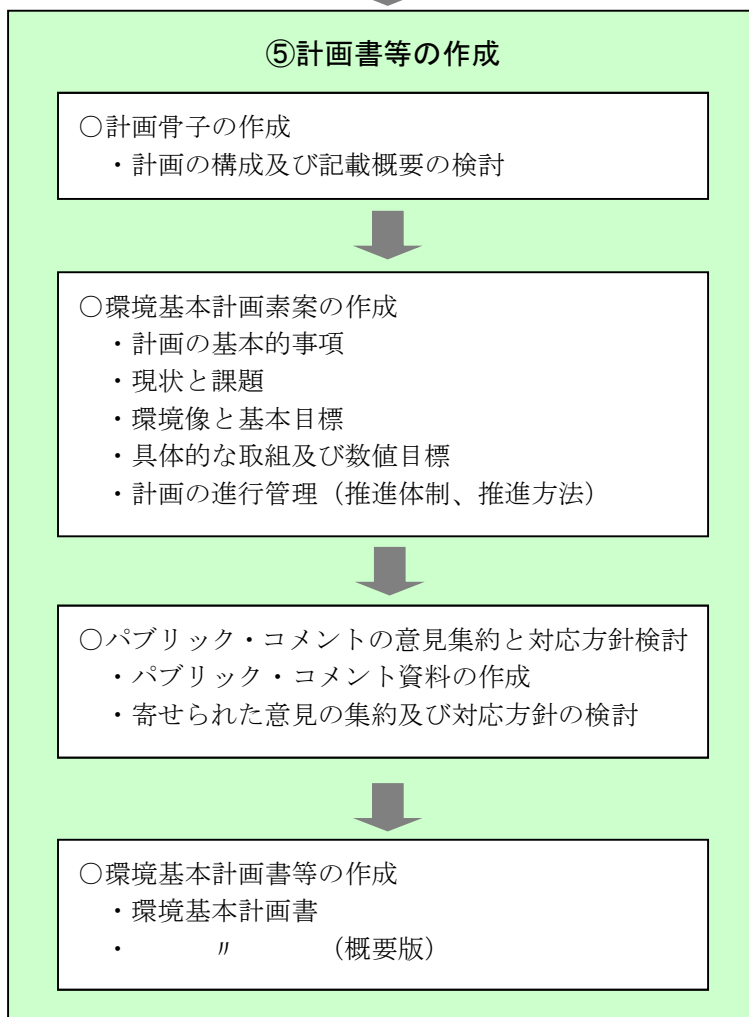 ⑤計画書等の作成
○計画骨子の作成
・計画の構成及び記載概要の検討
○環境基本計画素案の作成
・計画の基本的事項
・現状と課題
・環境像と基本目標
・具体的な取組及び数値目標
・計画の進行管理（推進体制、推進方法）
○パブリック・コメントの意見集約と対応方針検討
・パブリック・コメント資料の作成
・寄せられた意見の集約及び対応方針の検討
○環境基本計画書等の作成
・環境基本計画書
・　　〃　　（概要版）